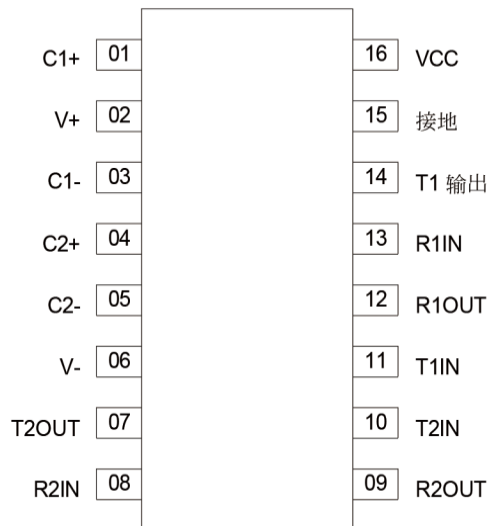 C1+ 01 16 VCC
V+ 02 15 接地
C1- 03 14 T1 输出
C2+ 04 13 R1IN
C2- 05 12 R1OUT
V- 06 11 T1IN
T2OUT 07 10 T2IN
R2IN 08 09 R2OUT